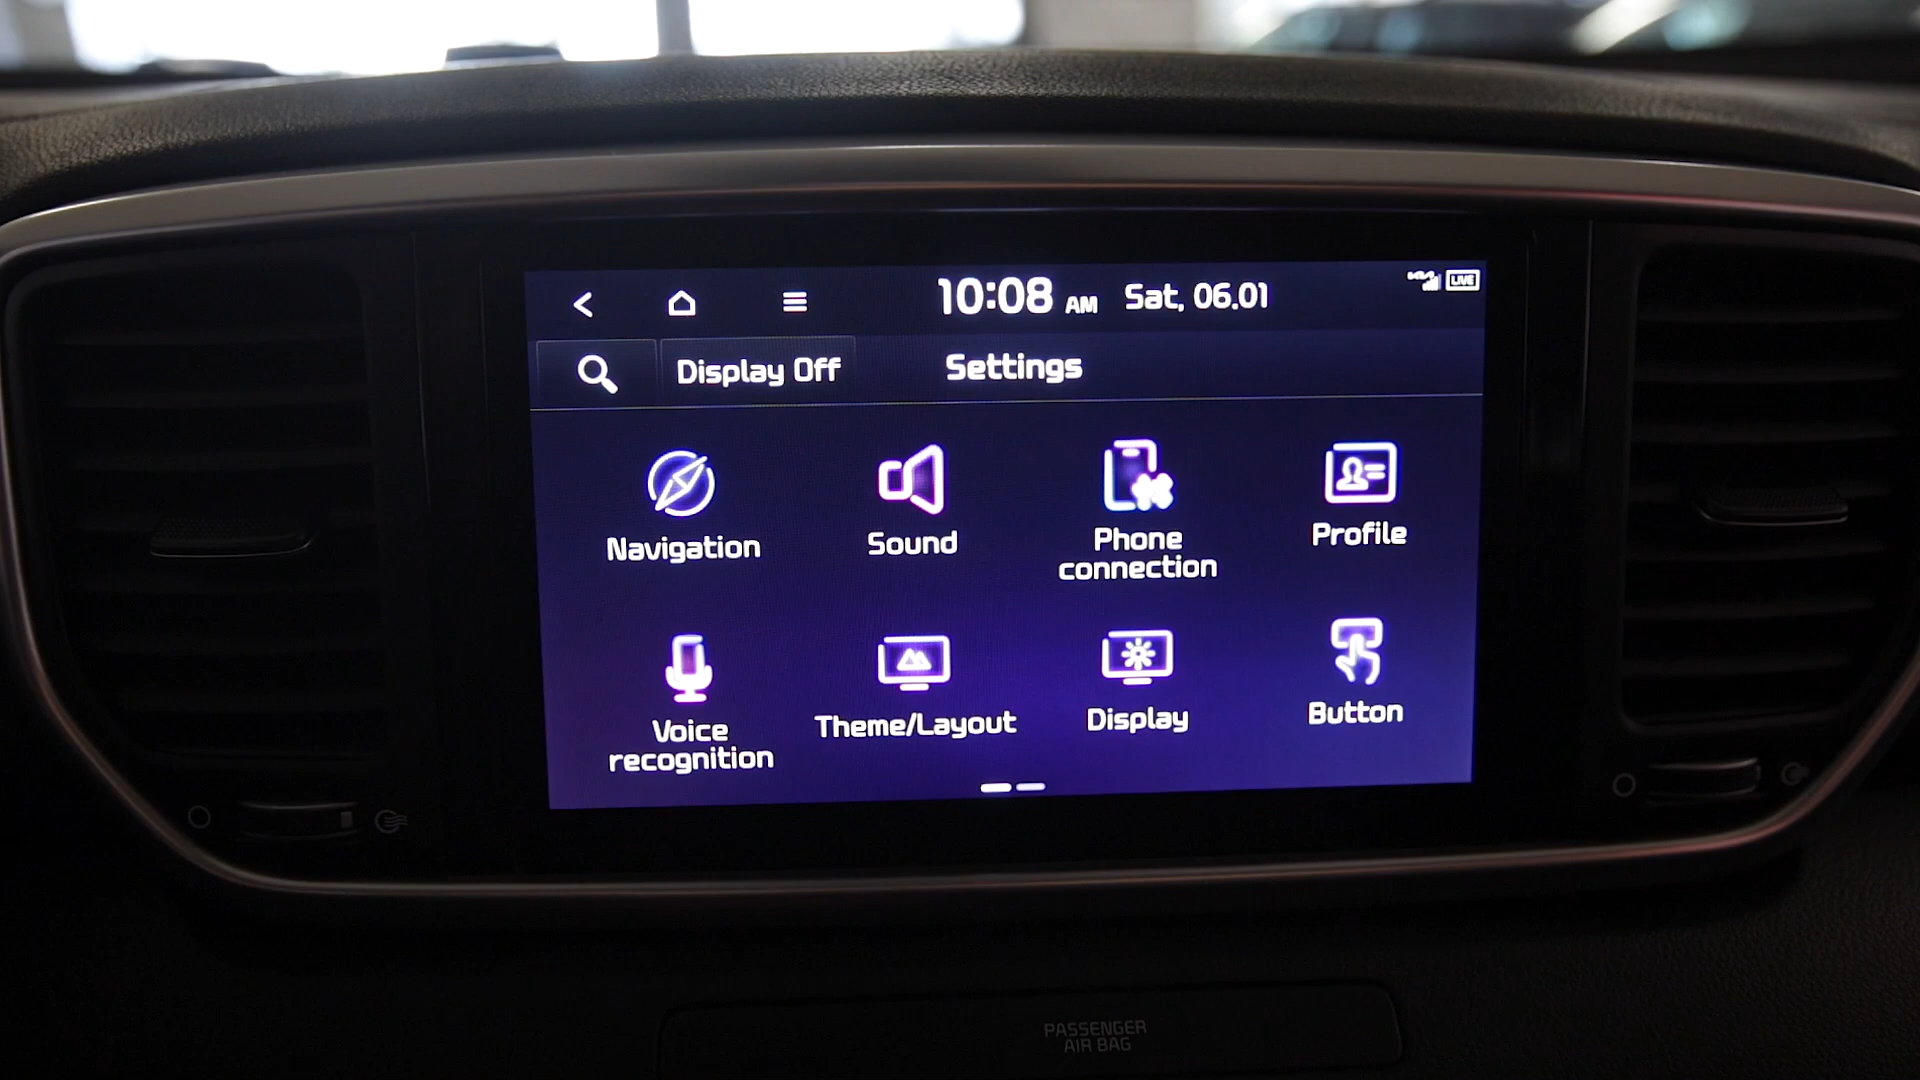 10:08 AM Sat, 06.01
LIVE
Display Off
Settings
Navigation
Sound
Phone
connection
Profile
Voice
recognition
Theme/Layout
Display
Button
PASSENGER
AIR BAG